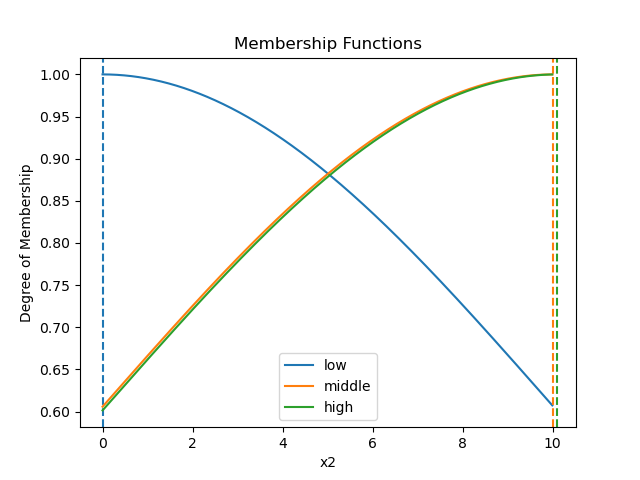 Membership Functions
1.00
0.95
0.90
0.85
0.80
0.75
0.70
0.65
0.60
Degree of Membership
low
middle
high
0 2 4 6 8 10
x2